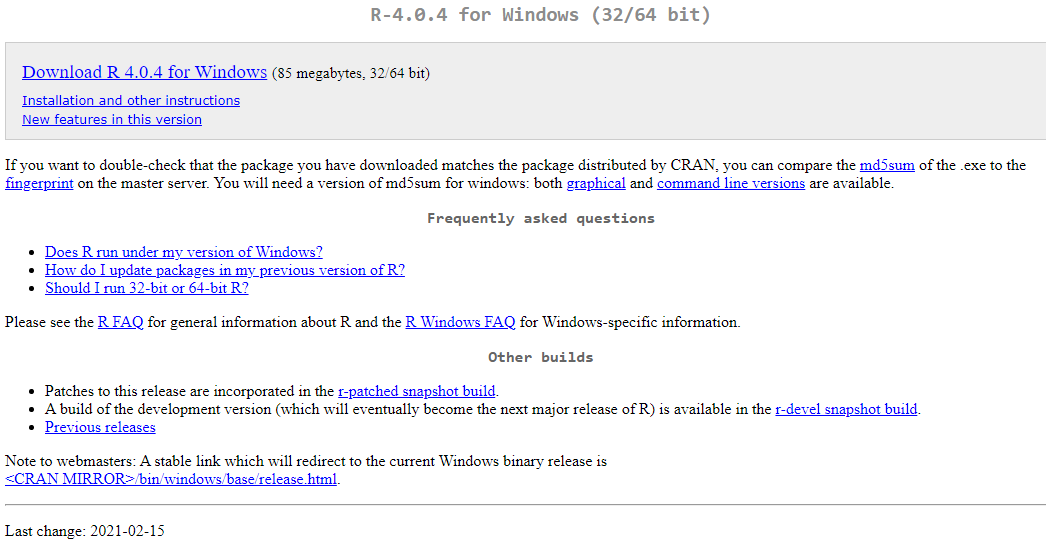 R-4.0.4 for Windows (32/64 bit)
Download R 4.0.4 for Windows (85 megabytes, 32/64 bit)
Installation and other instructions
New features in this version
If you want to double-check that the package you have downloaded matches the package distributed by CRAN, you can compare the md5sum of the .exe to the
fingerprint on the master server. You will need a version of md5sum for windows: both graphical and command line versions are available.
Frequently asked questions
• Does R run under my version of Windows?
• How do I update packages in my previous version of R?
• Should I run 32-bit or 64-bit R?
Please see the R FAQ for general information about R and the R Windows FAQ for Windows-specific information.
Other builds
• Patches to this release are incorporated in the r-patched snapshot build.
• A build of the development version (which will eventually become the next major release of R) is available in the r-devel snapshot build.
• Previous releases
Note to webmasters: A stable link which will redirect to the current Windows binary release is
<CRAN MIRROR>/bin/windows/base/release.html.
Last change: 2021-02-15